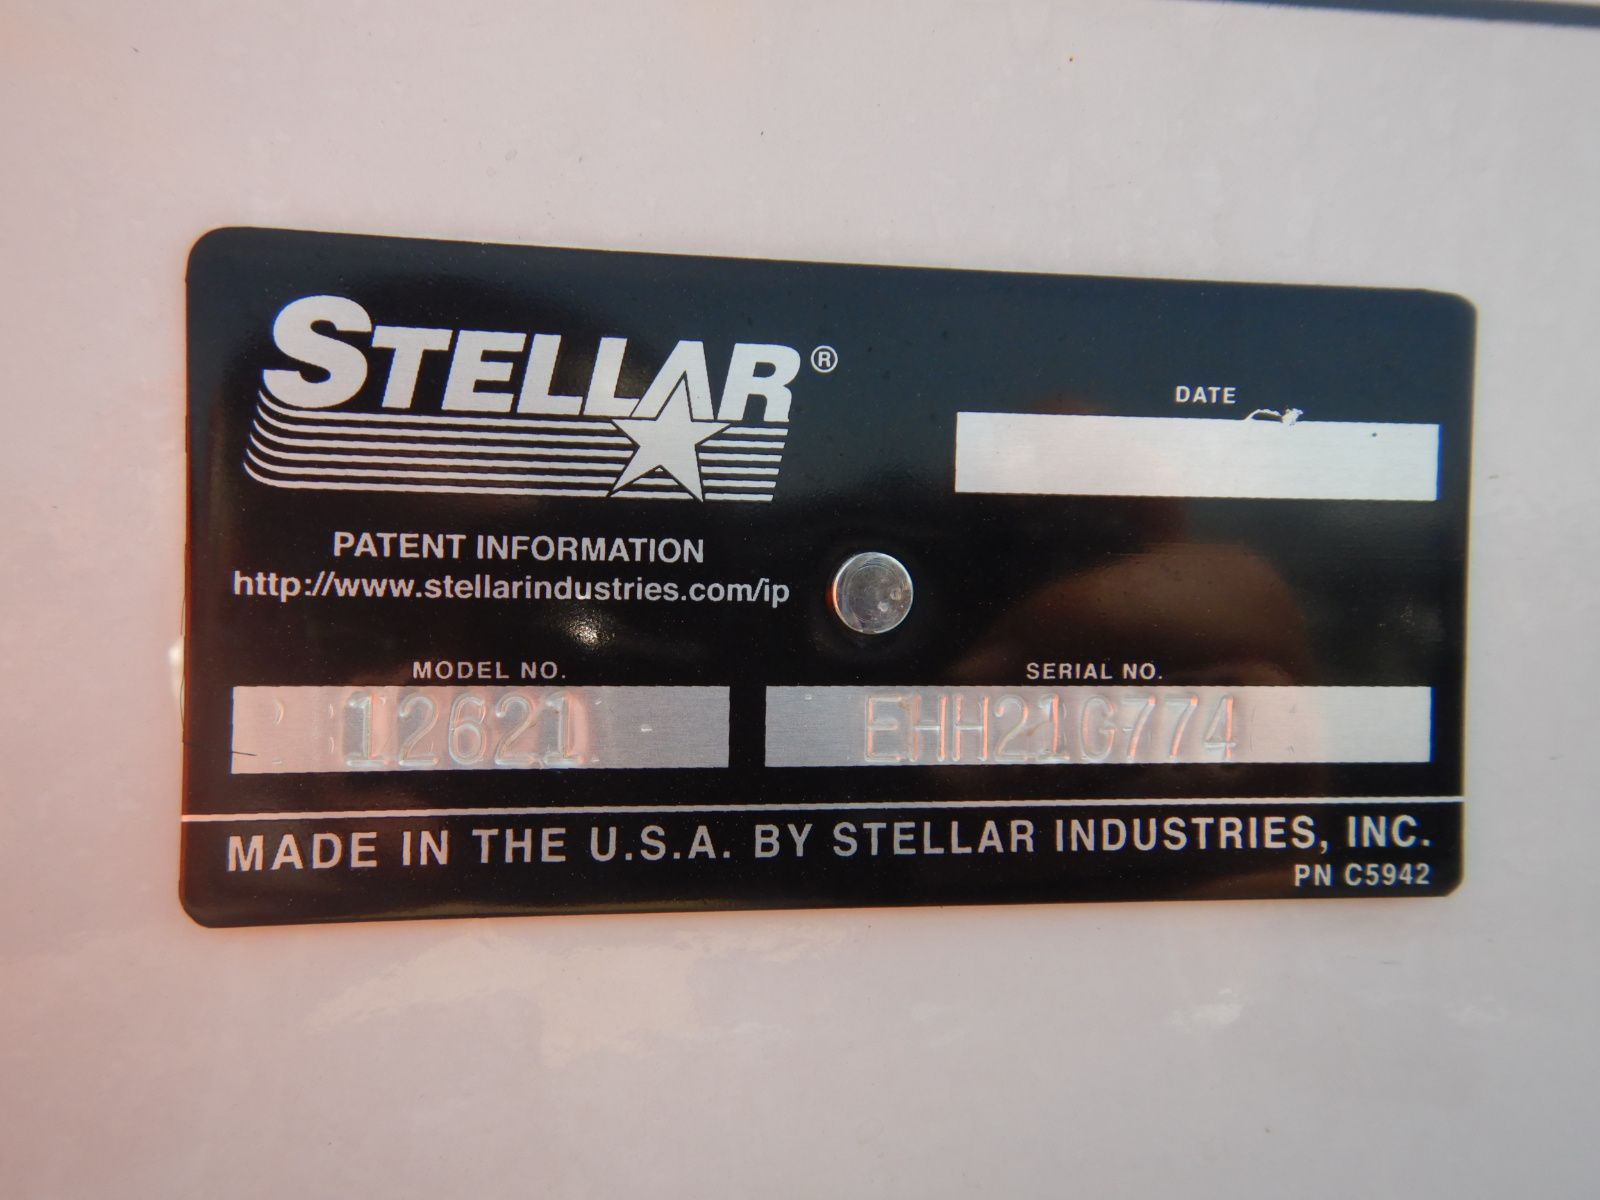 STELLAR®
DATE
PATENT INFORMATION
http://www.stellarindustries.com/ip
MODEL NO.
12621
SERIAL NO.
EHH21G774
MADE IN THE U.S.A. BY STELLAR INDUSTRIES, INC.
PN C5942